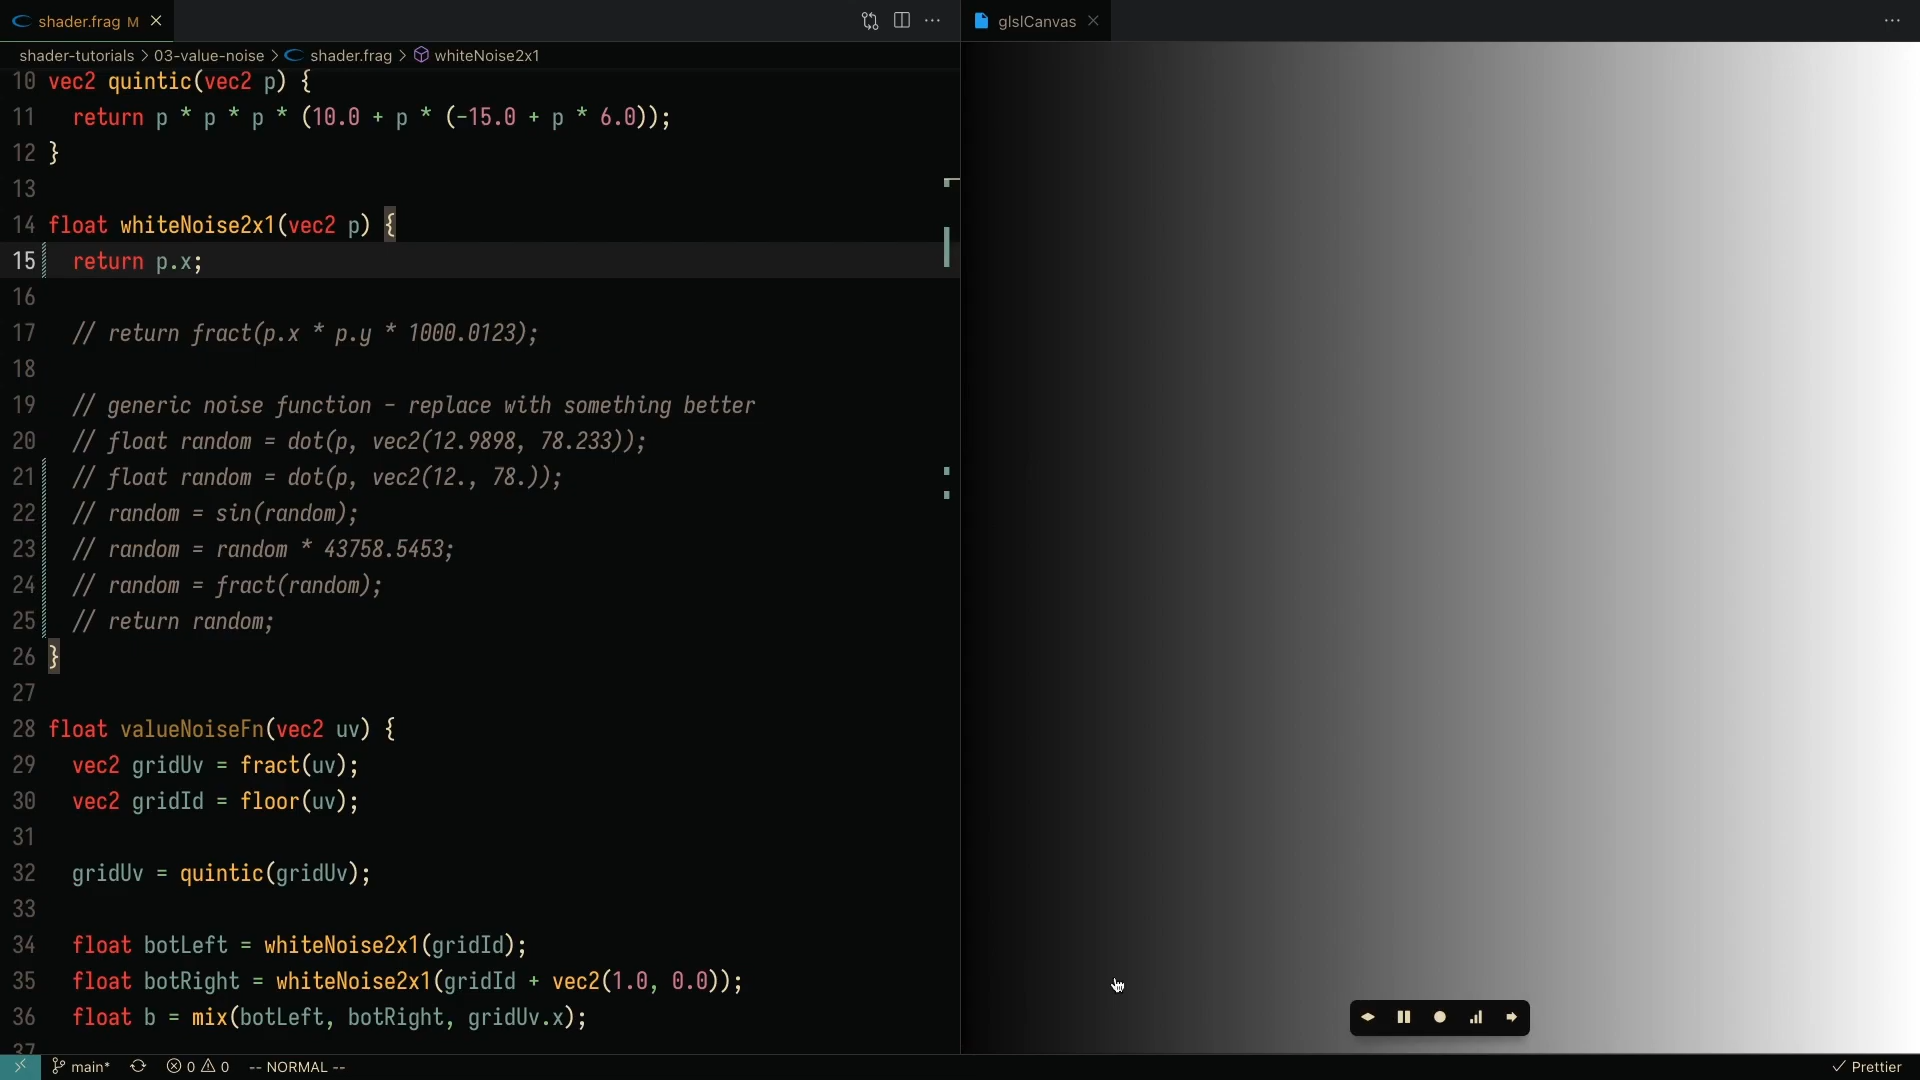 shader.frag M
glslCanvas
shader-tutorials > 03-value-noise > shader.frag > whiteNoise2x1
10 vec2 quintic(vec2 p) {
11   return p * p * p * (10.0 + p * (-15.0 + p * 6.0));
12 }
13
14 float whiteNoise2x1(vec2 p) {
15   return p.x;
16
17   // return fract(p.x * p.y * 1000.0123);
18
19   // generic noise function - replace with something better
20   // float random = dot(p, vec2(12.9898, 78.233));
21   // float random = dot(p, vec2(12., 78.));
22   // random = sin(random);
23   // random = random * 43758.5453;
24   // random = fract(random);
25   // return random;
26 }
27
28 float valueNoiseFn(vec2 uv) {
29   vec2 gridUv = fract(uv);
30   vec2 gridId = floor(uv);
31
32   gridUv = quintic(gridUv);
33
34   float botLeft = whiteNoise2x1(gridId);
35   float botRight = whiteNoise2x1(gridId + vec2(1.0, 0.0));
36   float b = mix(botLeft, botRight, gridUv.x);
37
main* 0 0 -- NORMAL --
Prettier